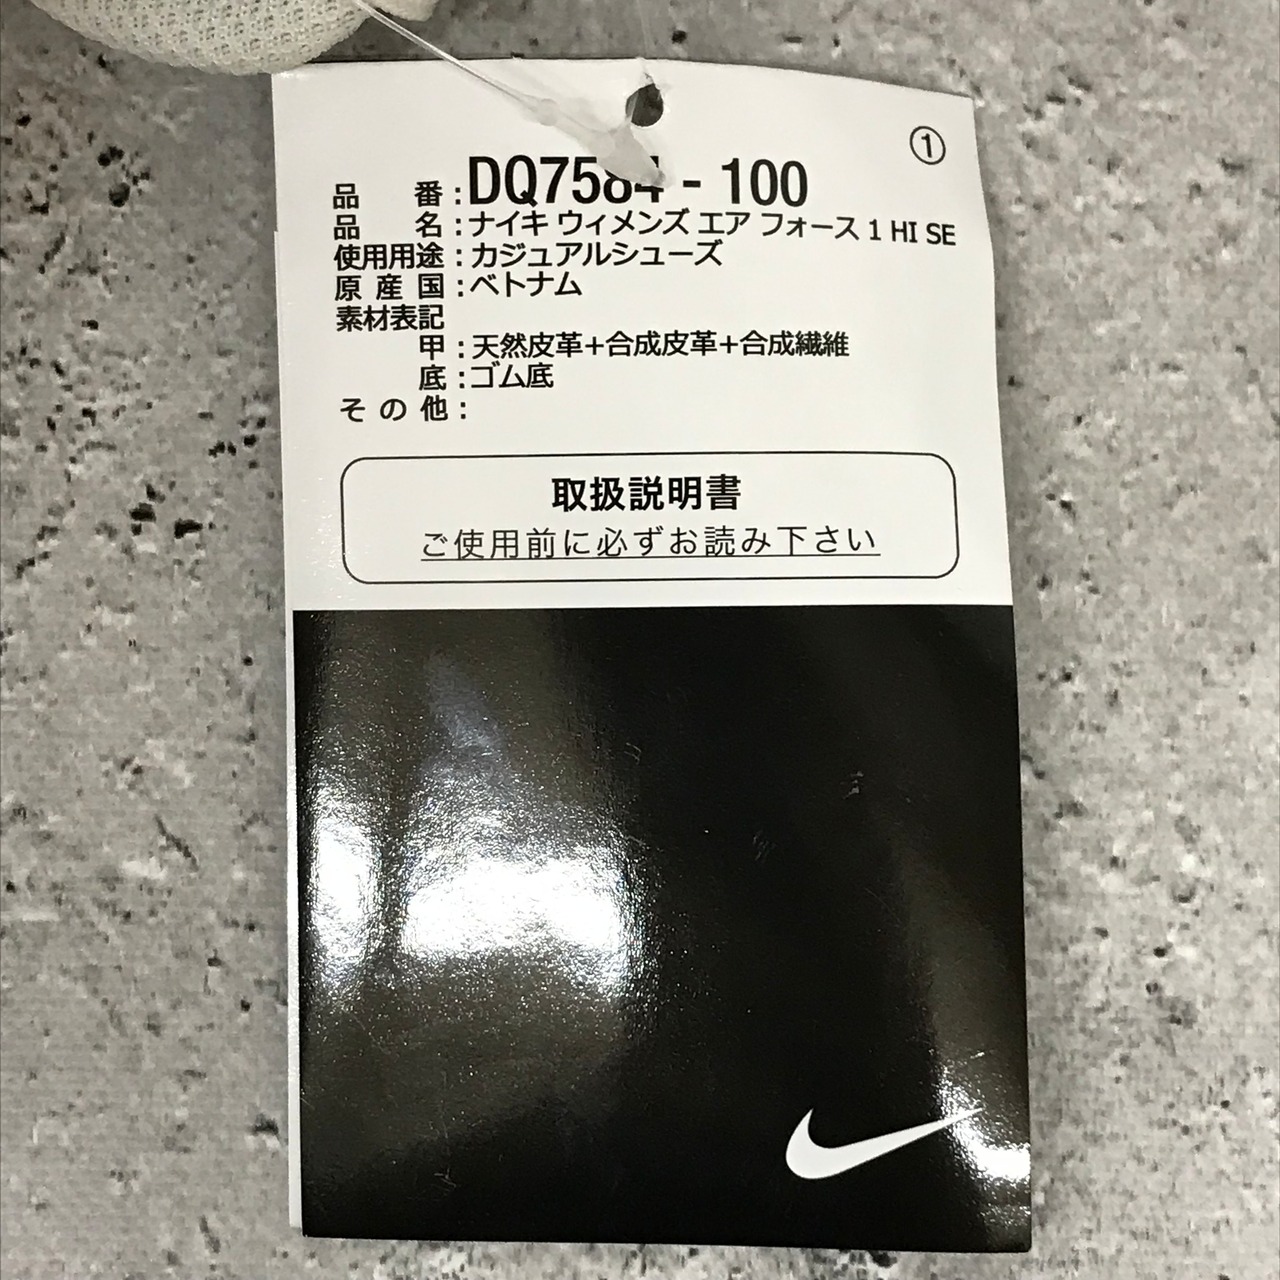 ①
品　番：DQ7584 - 100
品　名：ナイキ ウィメンズ エア フォース 1 HI SE
使用用途：カジュアルシューズ
原産国：ベトナム
素材表記
甲：天然皮革+合成皮革+合成繊維
底：ゴム底
その他：
取扱説明書
ご使用前に必ずお読み下さい